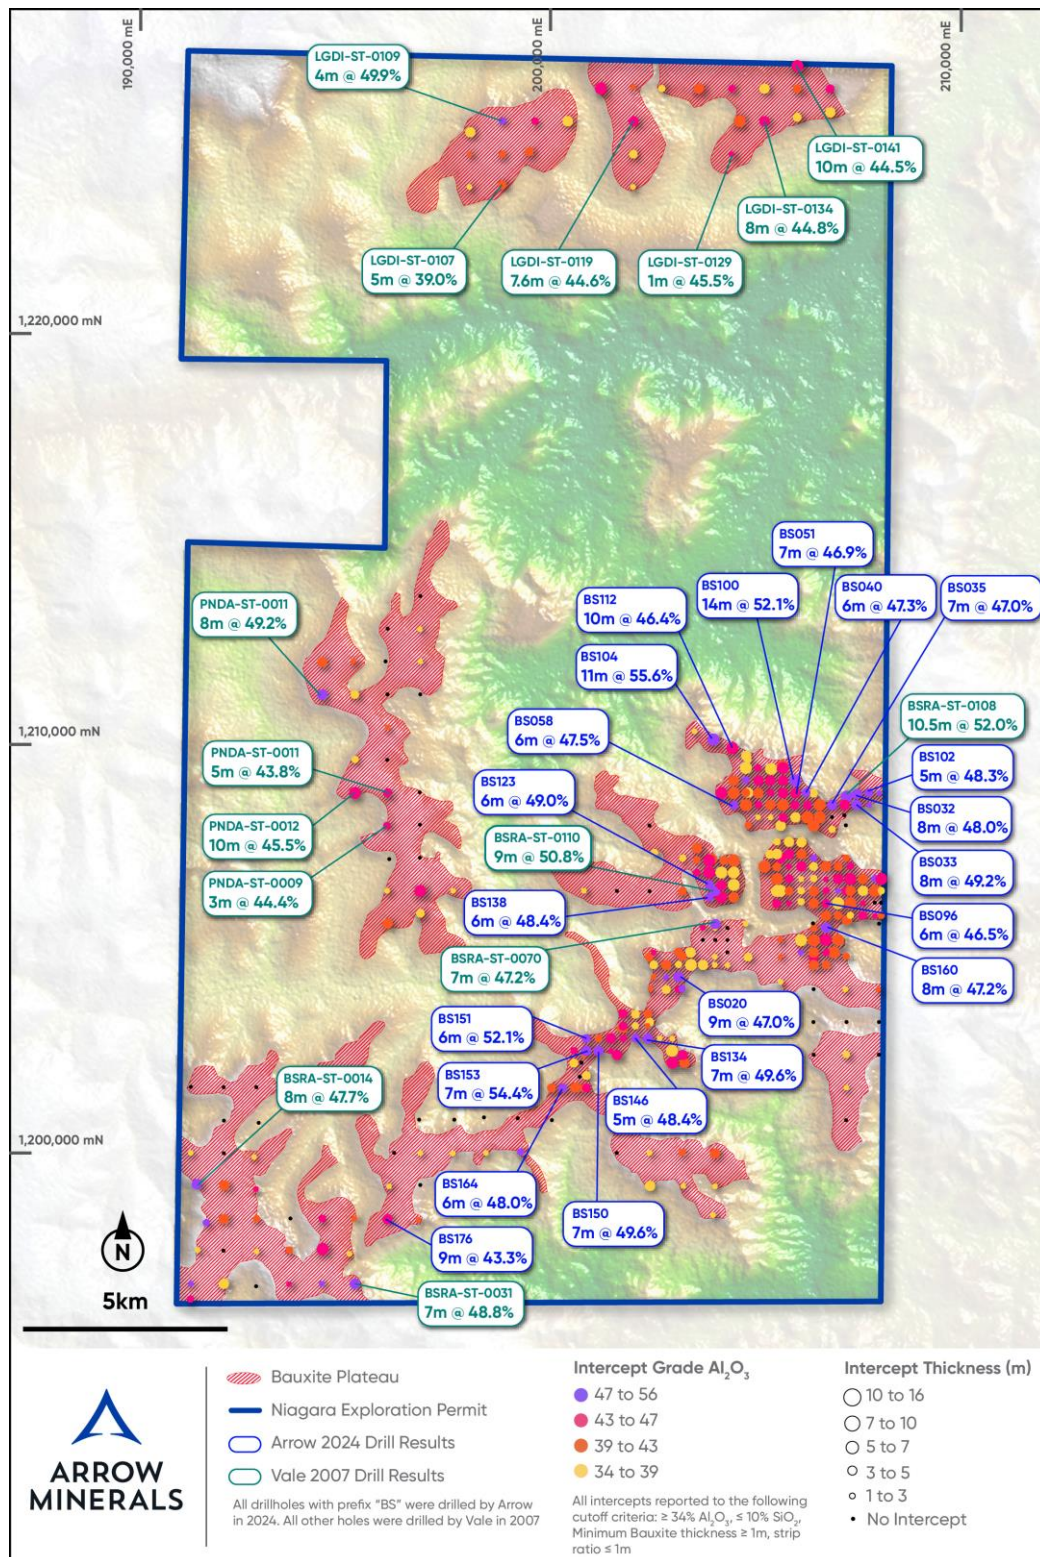 190,000 mE
200,000 mE
210,000 mE
LGDI-ST-0109
4m @ 49.9%
LGDI-ST-0141
10m @ 44.5%
LGDI-ST-0134
8m @ 44.8%
LGDI-ST-0107
5m @ 39.0%
LGDI-ST-0119
7.6m @ 44.6%
LGDI-ST-0129
1m @ 45.5%
1,220,000 mN
BS051
7m @ 46.9%
BS112
10m @ 46.4%
BS100
14m @ 52.1%
BS040
6m @ 47.3%
BS035
7m @ 47.0%
PNDA-ST-0011
8m @ 49.2%
BS104
11m @ 55.6%
BSRA-ST-0108
10.5m @ 52.0%
BS058
6m @ 47.5%
1,210,000 mN
PNDA-ST-0011
5m @ 43.8%
BS102
5m @ 48.3%
BS123
6m @ 49.0%
BS032
8m @ 48.0%
PNDA-ST-0012
10m @ 45.5%
BSRA-ST-0110
9m @ 50.8%
BS033
8m @ 49.2%
PNDA-ST-0009
3m @ 44.4%
BS138
6m @ 48.4%
BS096
6m @ 46.5%
BSRA-ST-0070
7m @ 47.2%
BS160
8m @ 47.2%
BS020
9m @ 47.0%
BS151
6m @ 52.1%
BS134
7m @ 49.6%
BS153
7m @ 54.4%
BSRA-ST-0014
8m @ 47.7%
BS146
5m @ 48.4%
1,200,000 mN
BS164
6m @ 48.0%
BS150
7m @ 49.6%
BS176
9m @ 43.3%
BSRA-ST-0031
7m @ 48.8%
N
5km
ARROW
MINERALS
Bauxite Plateau
Niagara Exploration Permit
Arrow 2024 Drill Results
Vale 2007 Drill Results
All drillholes with prefix "BS" were drilled by Arrow
in 2024. All other holes were drilled by Vale in 2007
Intercept Grade Al₂O₃
47 to 56
43 to 47
39 to 43
34 to 39
All intercepts reported to the following
cutoff criteria: ≥ 34% Al₂O₃, ≤ 10% SiO₂,
Minimum Bauxite thickness ≥ 1m, strip
ratio ≤ 1m
Intercept Thickness (m)
10 to 16
7 to 10
5 to 7
3 to 5
1 to 3
No Intercept